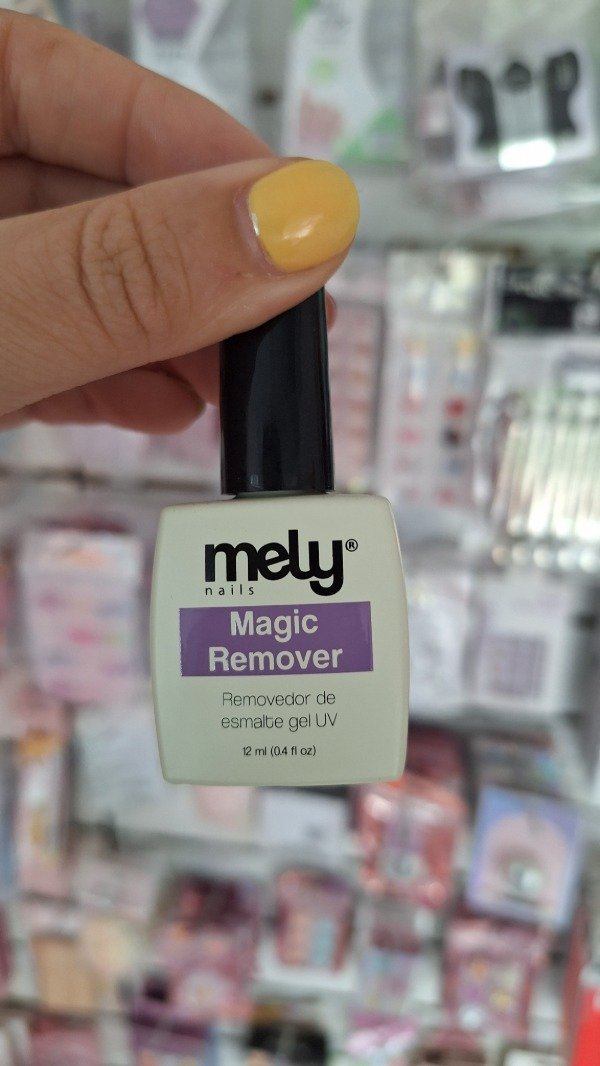 mely®
nails
Magic
Remover
Removedor de
esmalte gel UV
12 ml (0.4 fl oz)